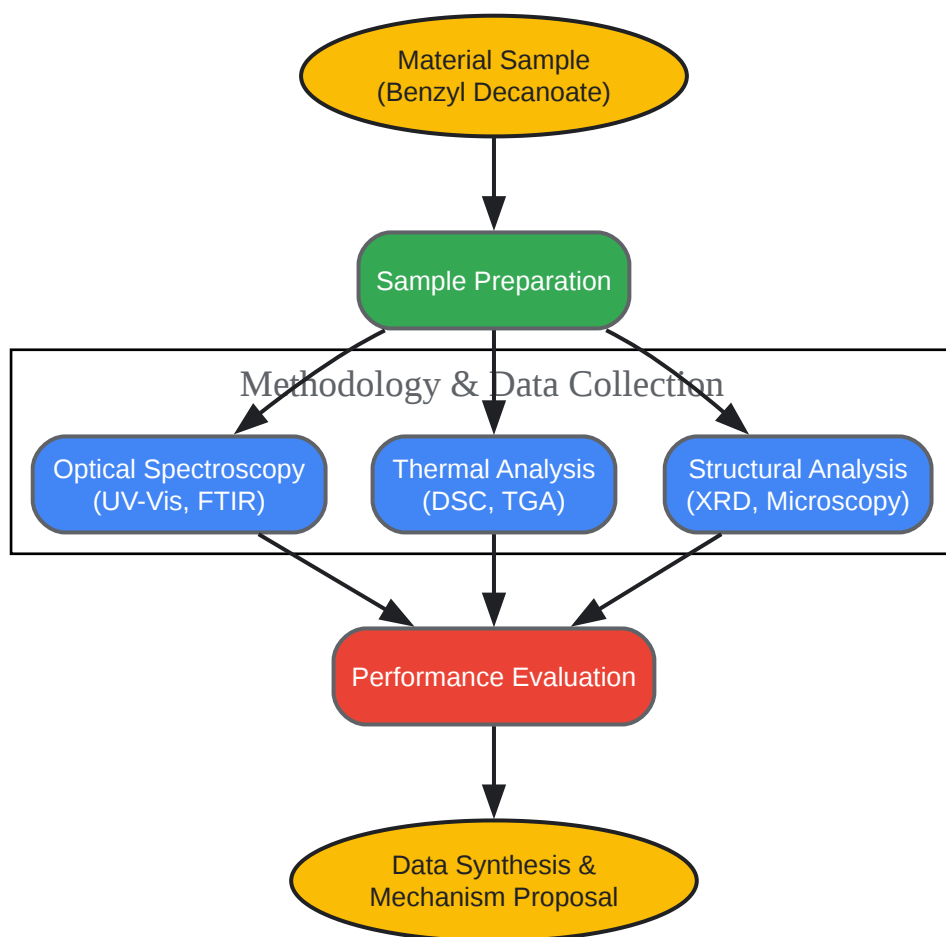 Material Sample
(Benzyl Decanoate)
Sample Preparation
Methodology & Data Collection
Optical Spectroscopy
(UV-Vis, FTIR)
Thermal Analysis
(DSC, TGA)
Structural Analysis
(XRD, Microscopy)
Performance Evaluation
Data Synthesis &
Mechanism Proposal